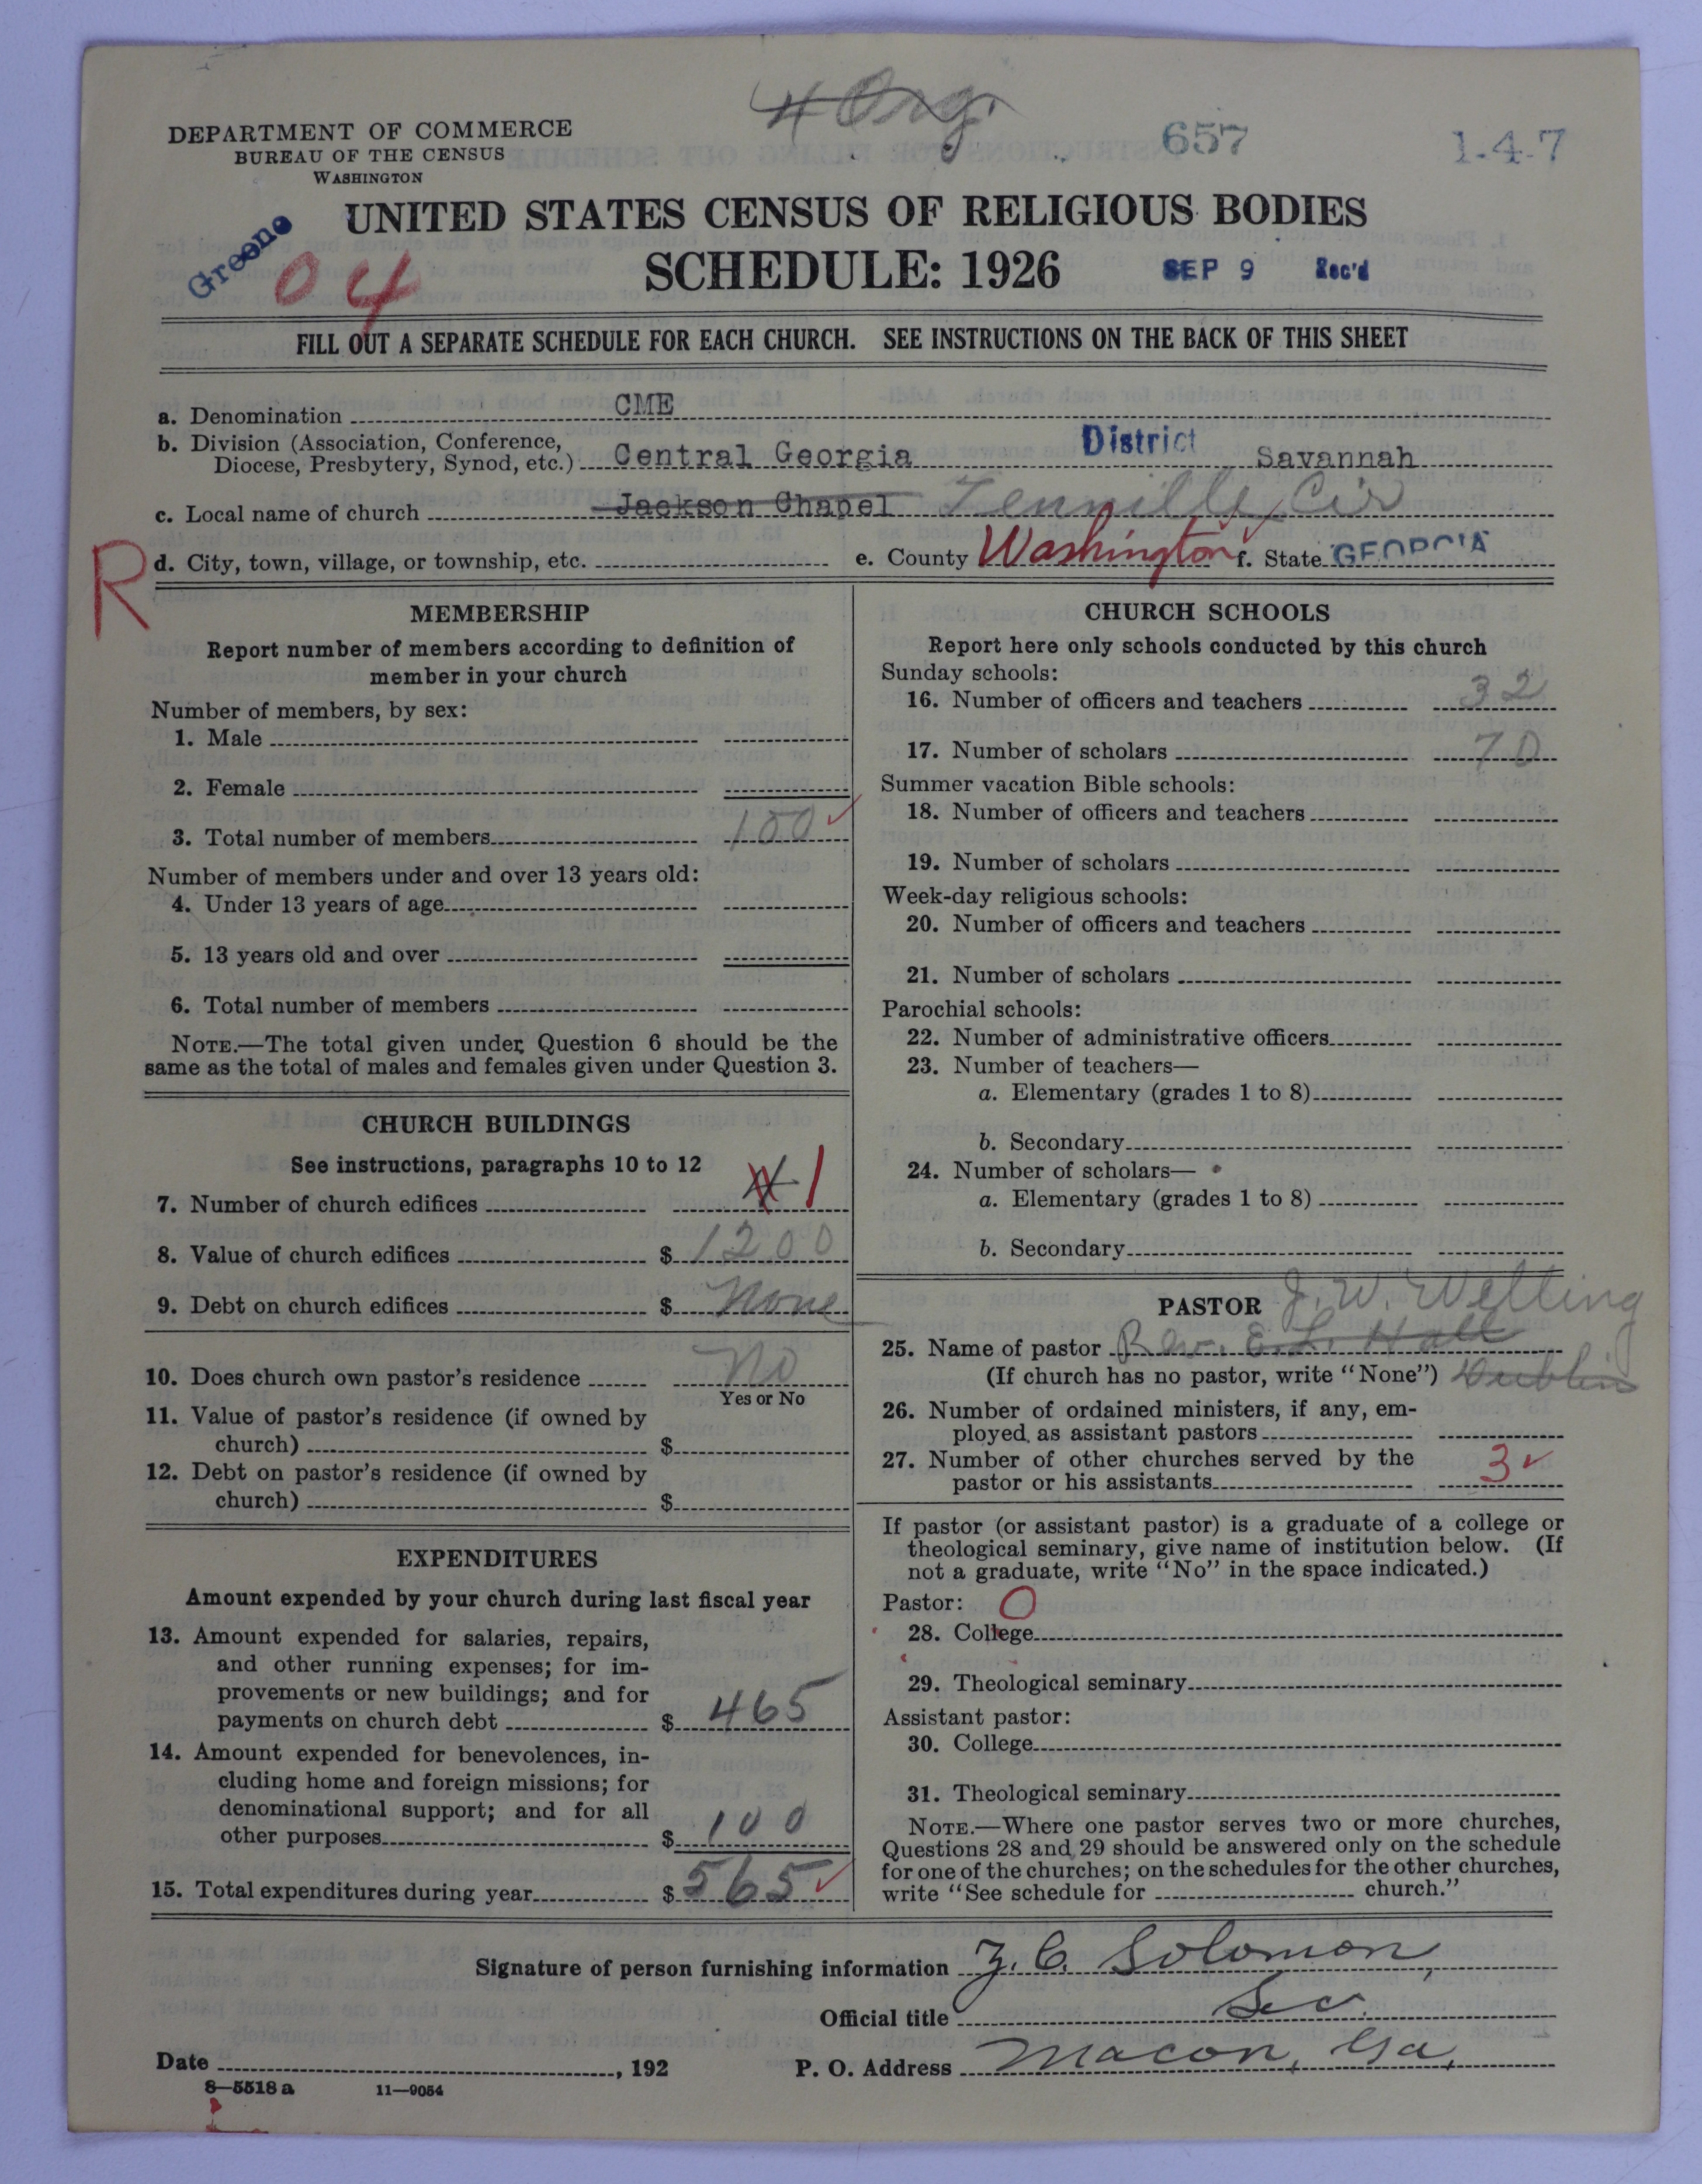 4 Org.
DEPARTMENT OF COMMERCE
BUREAU OF THE CENSUS
WASHINGTON
657
1-4-7
UNITED STATES CENSUS OF RELIGIOUS BODIES
Greene
04
SCHEDULE: 1926
SEP 9 Rec'd
FILL OUT A SEPARATE SCHEDULE FOR EACH CHURCH. SEE INSTRUCTIONS ON THE BACK OF THIS SHEET
a. Denomination CME
b. Division (Association, Conference,
Diocese, Presbytery, Synod, etc.) Central Georgia District Savannah
c. Local name of church Jackson Chapel Tennille Cir
R
d. City, town, village, or township, etc. e. County Washington f. State GEORGIA
MEMBERSHIP
Report number of members according to definition of
member in your church
Number of members, by sex:
1. Male
2. Female
3. Total number of members 100 ✓
Number of members under and over 13 years old:
4. Under 13 years of age
5. 13 years old and over
6. Total number of members
NOTE.—The total given under Question 6 should be the
same as the total of males and females given under Question 3.
CHURCH BUILDINGS
See instructions, paragraphs 10 to 12
7. Number of church edifices 1
8. Value of church edifices $ 1200
9. Debt on church edifices $ None
10. Does church own pastor's residence No
Yes or No
11. Value of pastor's residence (if owned by
church) $
12. Debt on pastor's residence (if owned by
church) $
EXPENDITURES
Amount expended by your church during last fiscal year
13. Amount expended for salaries, repairs,
and other running expenses; for im-
provements or new buildings; and for
payments on church debt $ 465
14. Amount expended for benevolences, in-
cluding home and foreign missions; for
denominational support; and for all
other purposes $ 100
15. Total expenditures during year $ 565 ✓
CHURCH SCHOOLS
Report here only schools conducted by this church
Sunday schools:
16. Number of officers and teachers 32
17. Number of scholars 70
Summer vacation Bible schools:
18. Number of officers and teachers
19. Number of scholars
Week-day religious schools:
20. Number of officers and teachers
21. Number of scholars
Parochial schools:
22. Number of administrative officers
23. Number of teachers—
a. Elementary (grades 1 to 8)
b. Secondary
24. Number of scholars—
a. Elementary (grades 1 to 8)
b. Secondary
PASTOR J. W. Welling
25. Name of pastor Rev. E. L. Hall
(If church has no pastor, write "None") Dublin
26. Number of ordained ministers, if any, em-
ployed as assistant pastors
27. Number of other churches served by the
pastor or his assistants 3 ✓
If pastor (or assistant pastor) is a graduate of a college or
theological seminary, give name of institution below. (If
not a graduate, write "No" in the space indicated.)
Pastor: O
28. College
29. Theological seminary
Assistant pastor:
30. College
31. Theological seminary
NOTE.—Where one pastor serves two or more churches,
Questions 28 and 29 should be answered only on the schedule
for one of the churches; on the schedules for the other churches,
write "See schedule for church."
Signature of person furnishing information Z. C. Solomon,
Official title Sec.
Date , 192 P. O. Address Macon, Ga,
8—5518 a 11—9054